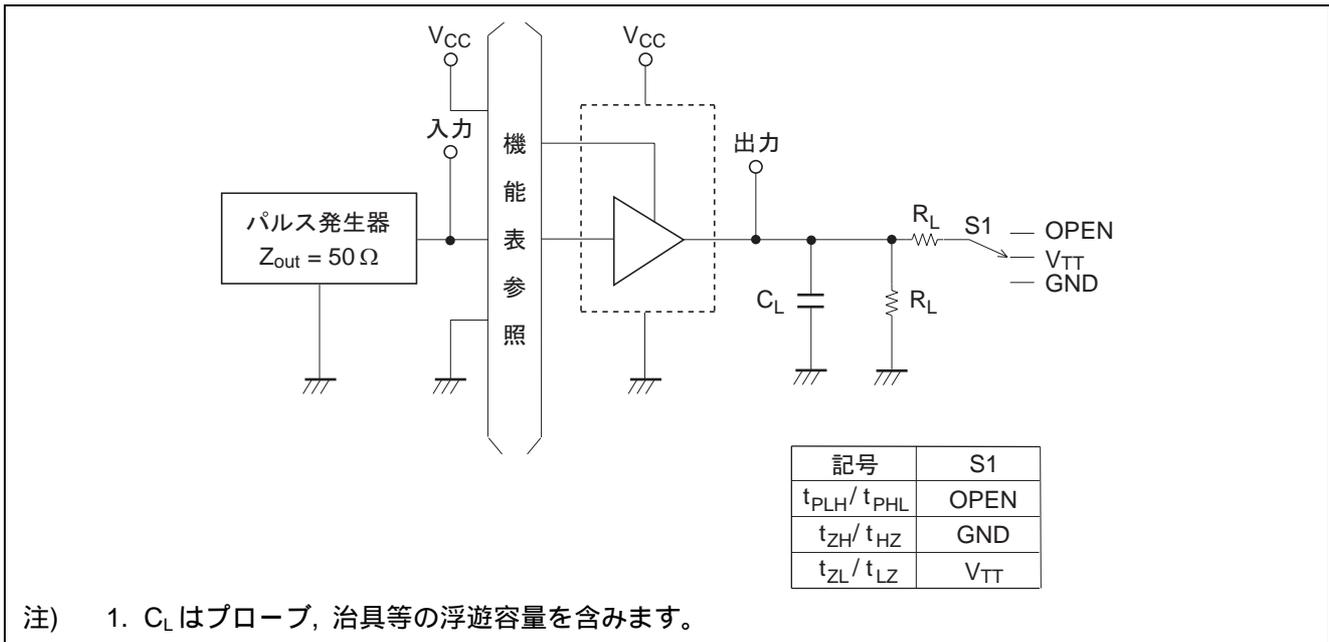 VCC
VCC
入力
機能表参照
出力
パルス発生器
Zout = 50 Ω
RL
S1
OPEN
VTT
GND
CL
RL
記号 S1
tPLH / tPHL OPEN
tZH / tHZ GND
tZL / tLZ VTT
注) 1. CL はプローブ, 治具等の浮遊容量を含みます。